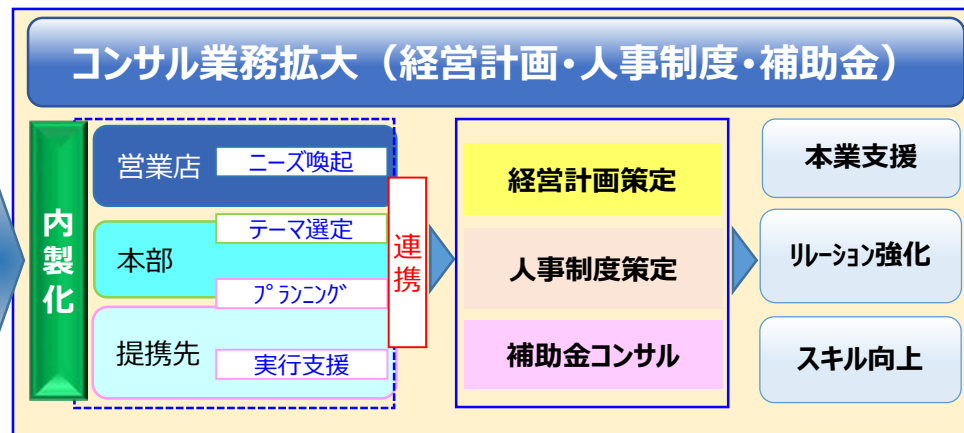 コンサル業務拡大（経営計画・人事制度・補助金）
内製化
営業店
ニーズ喚起
テーマ選定
本部
プランニング
提携先
実行支援
連携
経営計画策定
人事制度策定
補助金コンサル
本業支援
リレーション強化
スキル向上